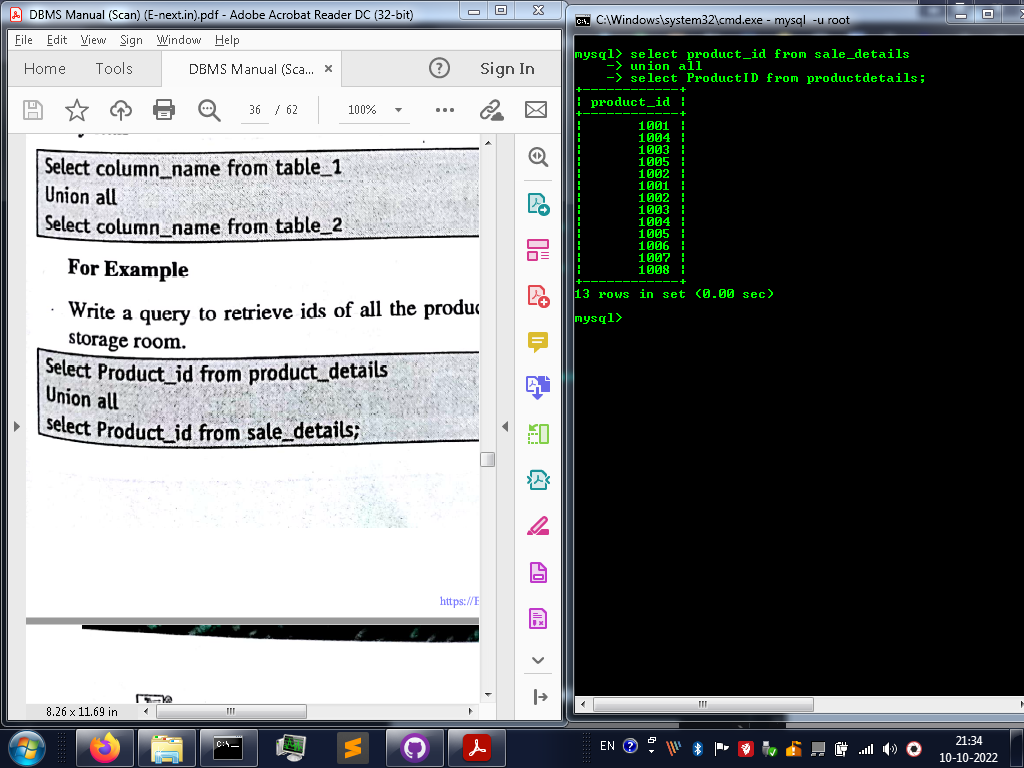 DBMS Manual (Scan) (E-next.in).pdf - Adobe Acrobat Reader DC (32-bit)
File Edit View Sign Window Help
Home Tools DBMS Manual (Sca... × ? Sign In
36 / 62 100%
Select column_name from table_1
Union all
Select column_name from table_2
For Example
Write a query to retrieve ids of all the produc
storage room.
Select Product_id from product_details
Union all
select Product_id from sale_details;
https://E
8.26 x 11.69 in
C:\Windows\system32\cmd.exe - mysql -u root
mysql> select product_id from sale_details
-> union all
-> select ProductID from productdetails;
+------------+
| product_id |
+------------+
| 1001 |
| 1004 |
| 1003 |
| 1005 |
| 1002 |
| 1001 |
| 1002 |
| 1003 |
| 1004 |
| 1005 |
| 1006 |
| 1007 |
| 1008 |
+------------+
13 rows in set (0.00 sec)
mysql>
EN 21:34
10-10-2022